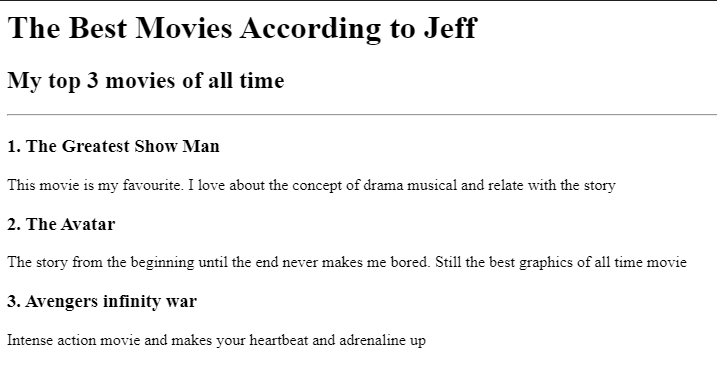 The Best Movies According to Jeff
My top 3 movies of all time
1. The Greatest Show Man
This movie is my favourite. I love about the concept of drama musical and relate with the story
2. The Avatar
The story from the beginning until the end never makes me bored. Still the best graphics of all time movie
3. Avengers infinity war
Intense action movie and makes your heartbeat and adrenaline up